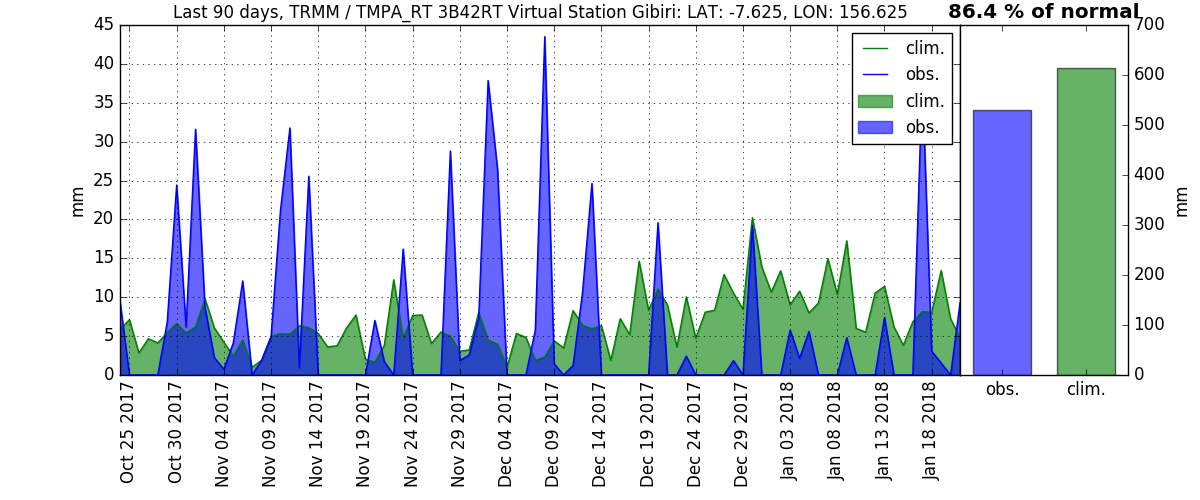 Last 90 days, TRMM / TMPA_RT 3B42RT Virtual Station Gibiri: LAT: -7.625, LON: 156.625
86.4 % of normal
45
40
35
30
25
20
15
10
5
0
mm
clim.
obs.
clim.
obs.
700
600
500
400
300
200
100
0
mm
Oct 25 2017
Oct 30 2017
Nov 04 2017
Nov 09 2017
Nov 14 2017
Nov 19 2017
Nov 24 2017
Nov 29 2017
Dec 04 2017
Dec 09 2017
Dec 14 2017
Dec 19 2017
Dec 24 2017
Dec 29 2017
Jan 03 2018
Jan 08 2018
Jan 13 2018
Jan 18 2018
obs.
clim.